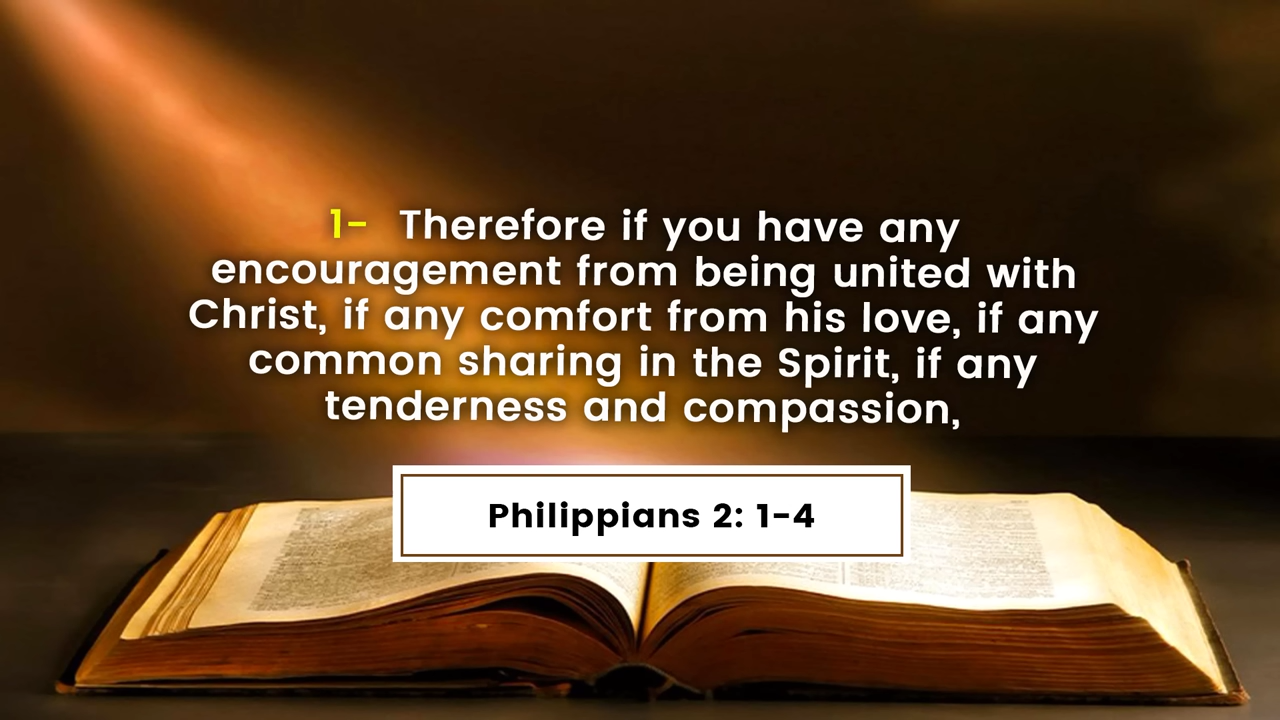 1- Therefore if you have any
encouragement from being united with
Christ, if any comfort from his love, if any
common sharing in the Spirit, if any
tenderness and compassion,
Philippians 2: 1-4